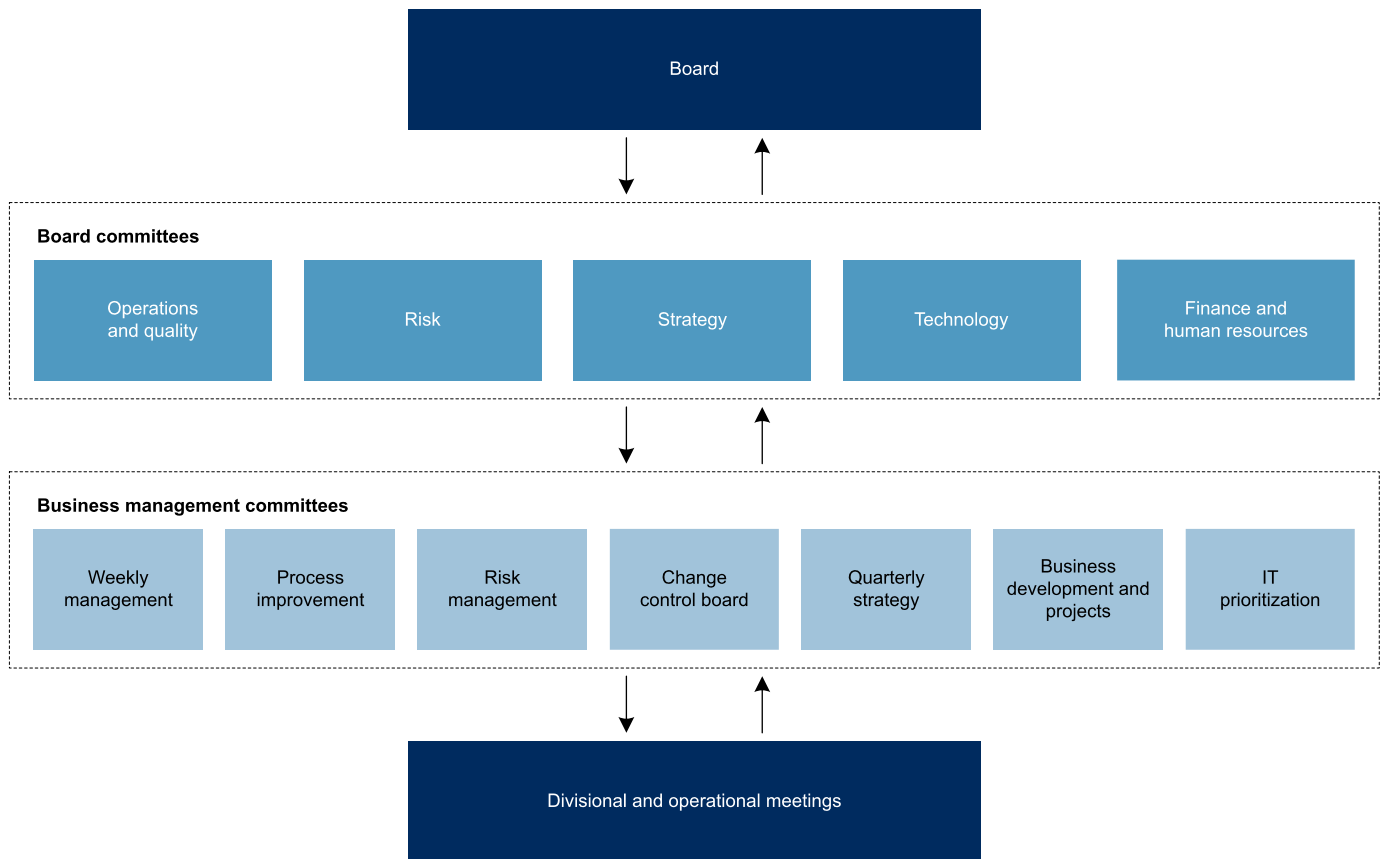 Board
Board committees
Operations
and quality
Risk
Strategy
Technology
Finance and
human resources
Business management committees
Weekly
management
Process
improvement
Risk
management
Change
control board
Quarterly
strategy
Business
development and
projects
IT
prioritization
Divisional and operational meetings